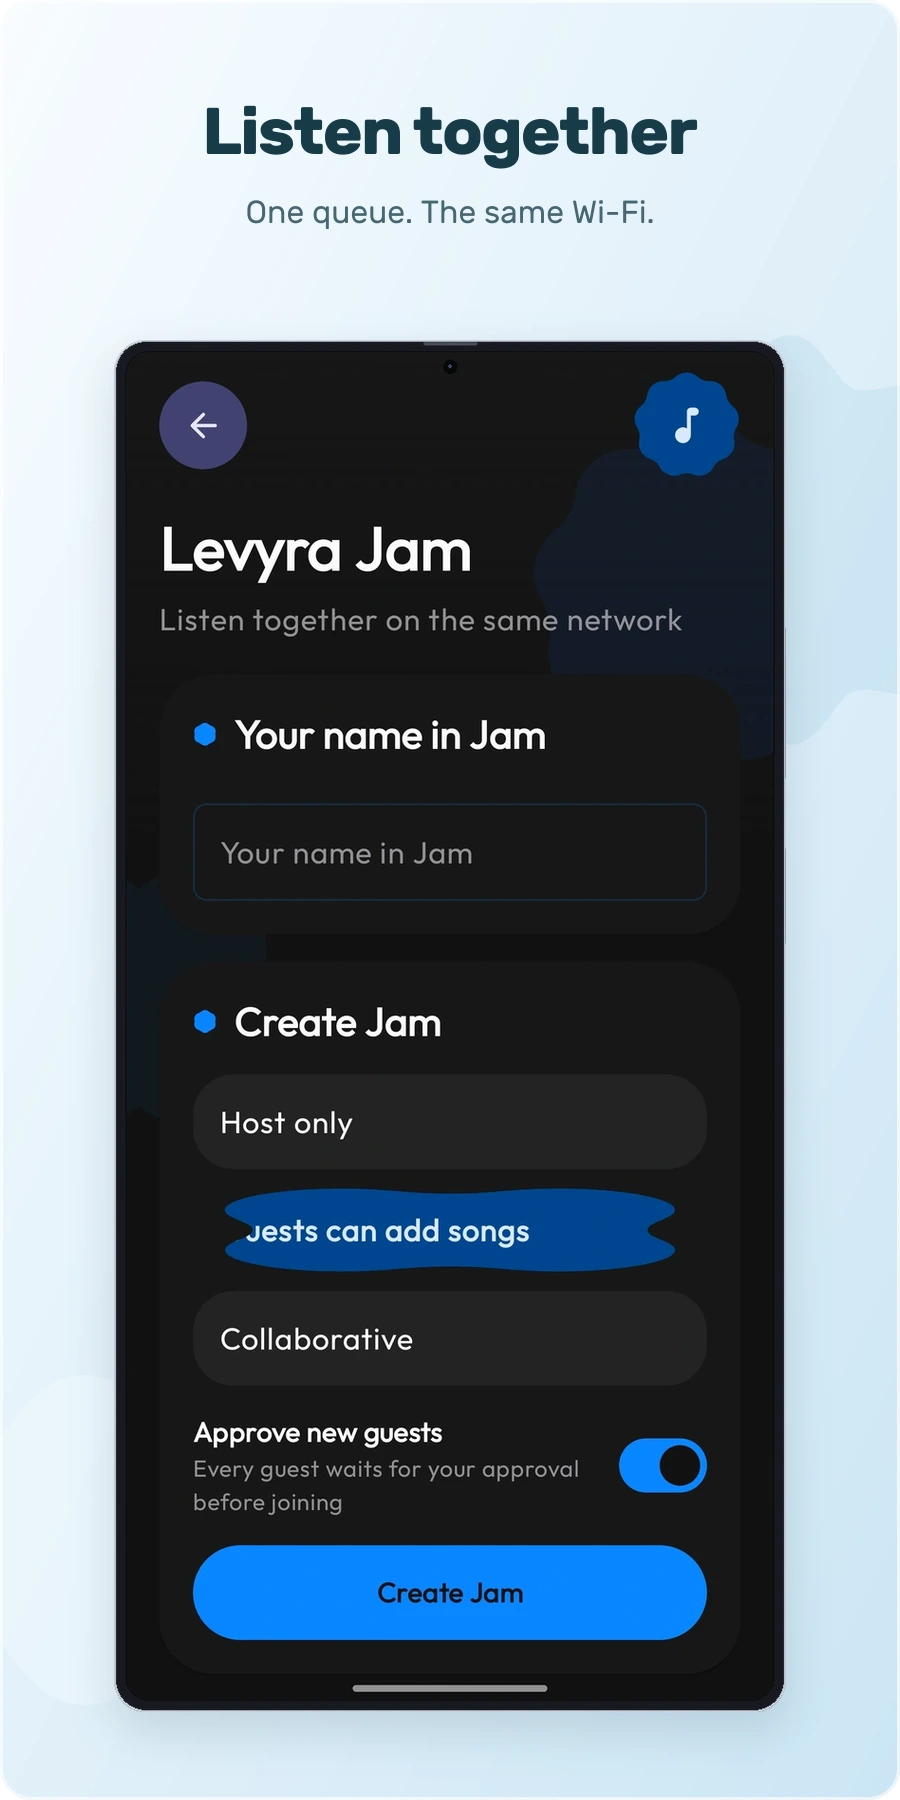 Listen together
One queue. The same Wi-Fi.
Levyra Jam
Listen together on the same network
Your name in Jam
Your name in Jam
Create Jam
Host only
uests can add songs
Collaborative
Approve new guests
Every guest waits for your approval
before joining
Create Jam